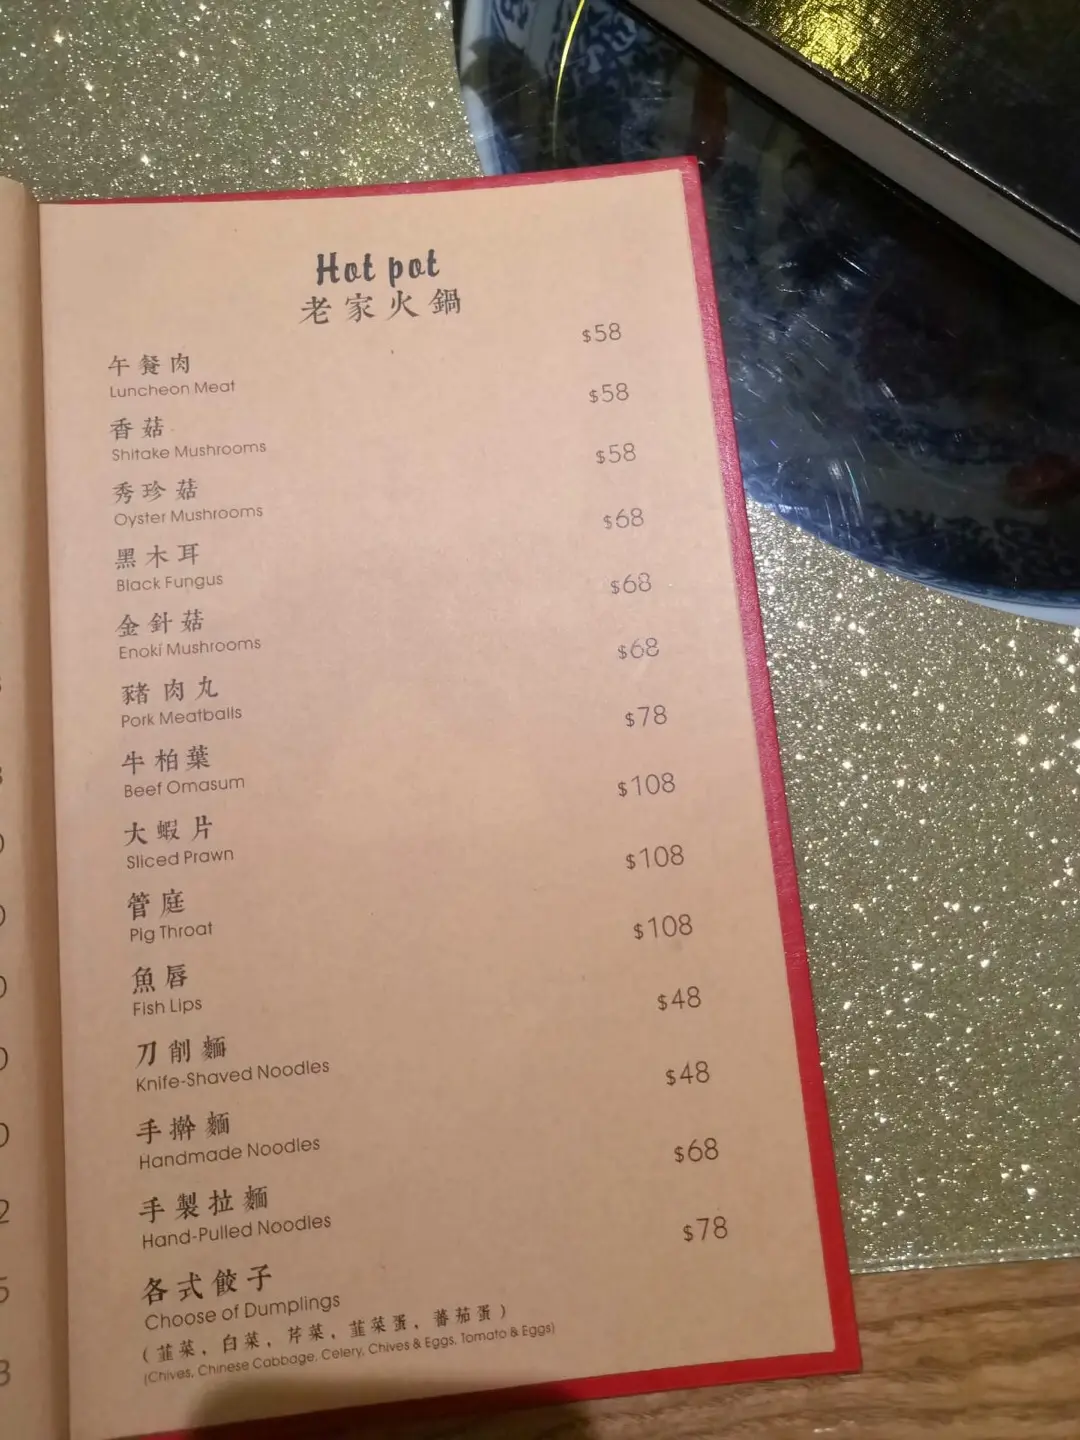 Hot pot
老家火鍋
午餐肉 $58
Luncheon Meat
香菇 $58
Shitake Mushrooms
秀珍菇 $58
Oyster Mushrooms
黑木耳 $68
Black Fungus
金針菇 $68
Enoki Mushrooms
豬肉丸 $68
Pork Meatballs
牛柏葉 $78
Beef Omasum
大蝦片 $108
Sliced Prawn
管庭 $108
Pig Throat
魚唇 $108
Fish Lips
刀削麵 $48
Knife-Shaved Noodles
手擀麵 $48
Handmade Noodles
手製拉麵 $68
Hand-Pulled Noodles
各式餃子 $78
Choose of Dumplings
(韮菜, 白菜, 芹菜, 韮菜蛋, 蕃茄蛋)
(Chives, Chinese Cabbage, Celery, Chives & Eggs, Tomato & Eggs)